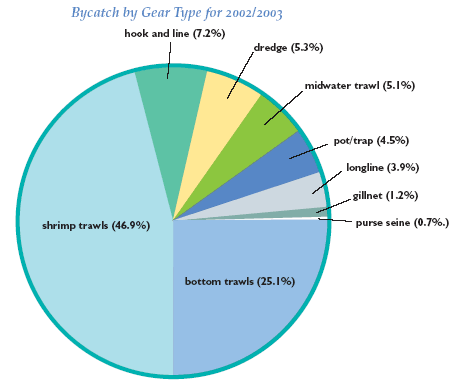 Bycatch by Gear Type for 2002/2003
hook and line (7.2%)
dredge (5.3%)
midwater trawl (5.1%)
pot/trap (4.5%)
longline (3.9%)
gillnet (1.2%)
purse seine (0.7%.)
shrimp trawls (46.9%)
bottom trawls (25.1%)